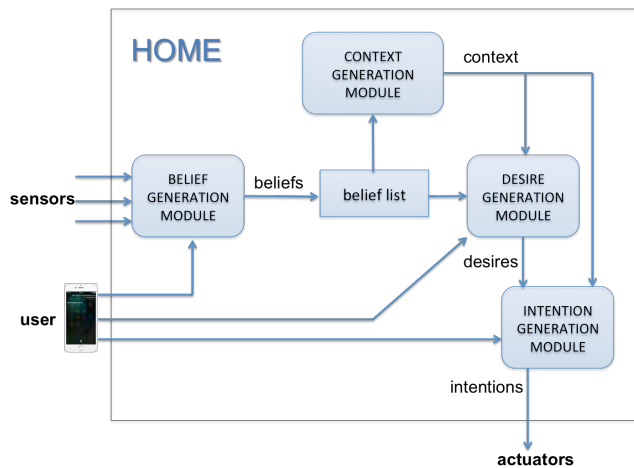 HOME
CONTEXT
GENERATION
MODULE
context
BELIEF
GENERATION
MODULE
beliefs
belief list
DESIRE
GENERATION
MODULE
sensors
desires
user
INTENTION
GENERATION
MODULE
intentions
actuators